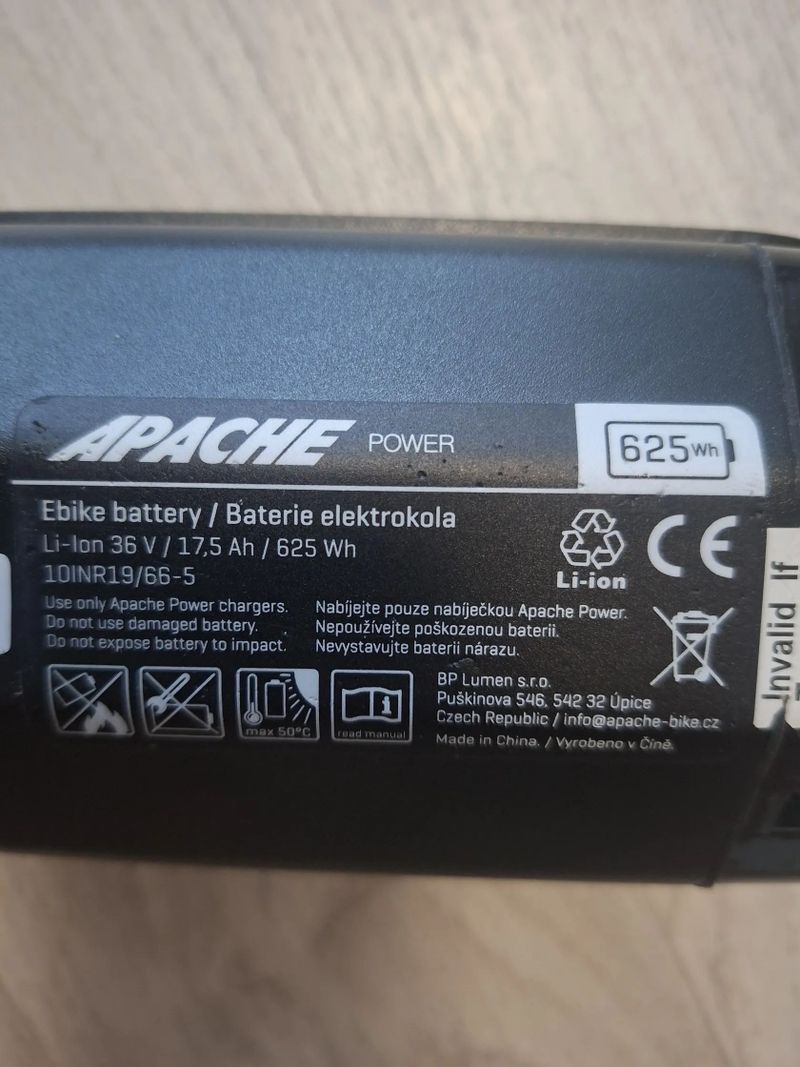 APACHE POWER
625Wh
Ebike battery / Baterie elektrokola
Li-Ion 36 V / 17,5 Ah / 625 Wh
10INR19/66-5
Li-ion
CE
Use only Apache Power chargers.
Do not use damaged battery.
Do not expose battery to impact.
Nabíjejte pouze nabíječkou Apache Power.
Nepoužívejte poškozenou baterii.
Nevystavujte baterii nárazu.
max 50°C
i
read manual
BP Lumen s.r.o.
Puškinova 546, 542 32 Úpice
Czech Republic / info@apache-bike.cz
Made in China. / Vyrobeno v Číně.
Invalid If